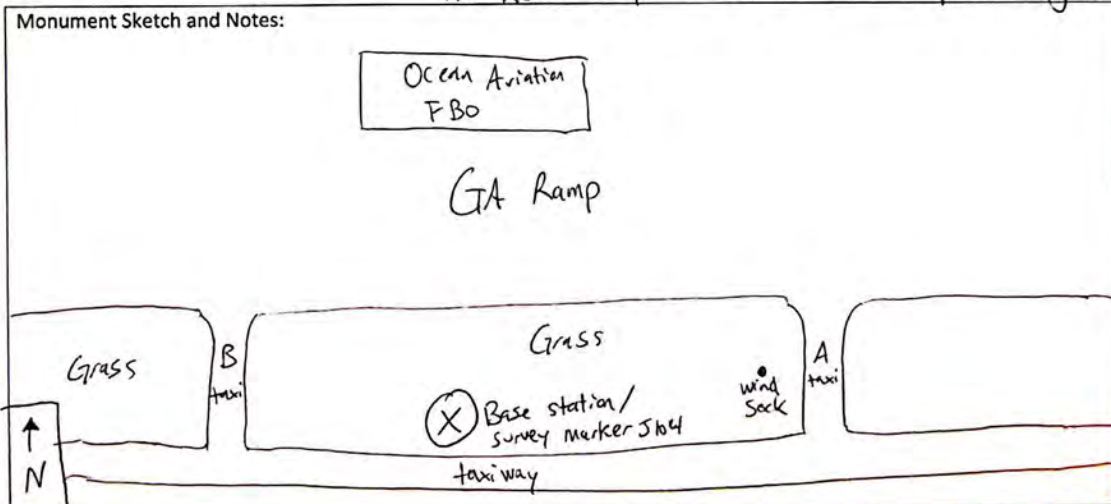 Monument Sketch and Notes:
Ocean Aviation
FBO
GA Ramp
Grass
B
taxi
Grass
A
taxi
wind
Sock
X
Base station/
survey marker J104
taxiway
N